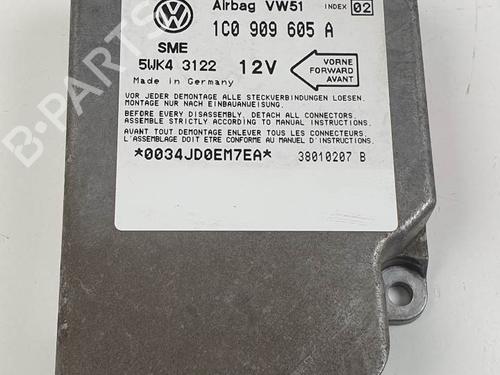 Airbag VW51 INDEX 02
1C0 909 605 A
SME
5WK4 3122 12V
VORNE
FORWARD
AVANT
Made in Germany
VOR JEDER DEMONTAGE ALLE STECKVERBINDUNGEN LOESEN.
MONTAGE NUR NACH EINBAUANWEISUNG.
BEFORE EVERY DISASSEMBLY, DETACH ALL CONNECTORS.
ASSEMBLE STRICTLY ACCORDING TO MANUAL INSTRUCTIONS.
AVANT TOUT DEMONTAGE ENLEVER TOUS LES CONNECTEURS.
L'ASSEMBLAGE DOIT ETRE CONFORME AU MANUEL D'INSTRUCTIONS.
*0034JD0EM7EA* 38010207 B
B-PARTS